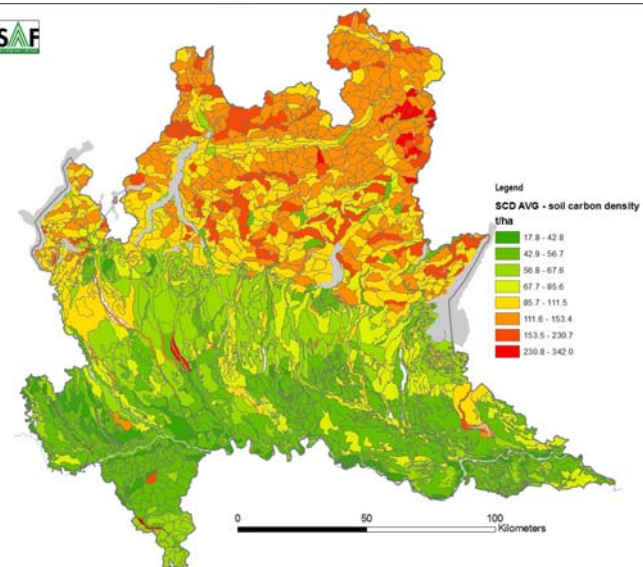 SAF
Legend
SCD AVG - soil carbon density
t/ha
17.8 - 42.8
42.9 - 56.7
56.8 - 67.6
67.7 - 85.6
85.7 - 111.5
111.6 - 153.4
153.5 - 230.7
230.8 - 342.0
0 50 100
Kilometers